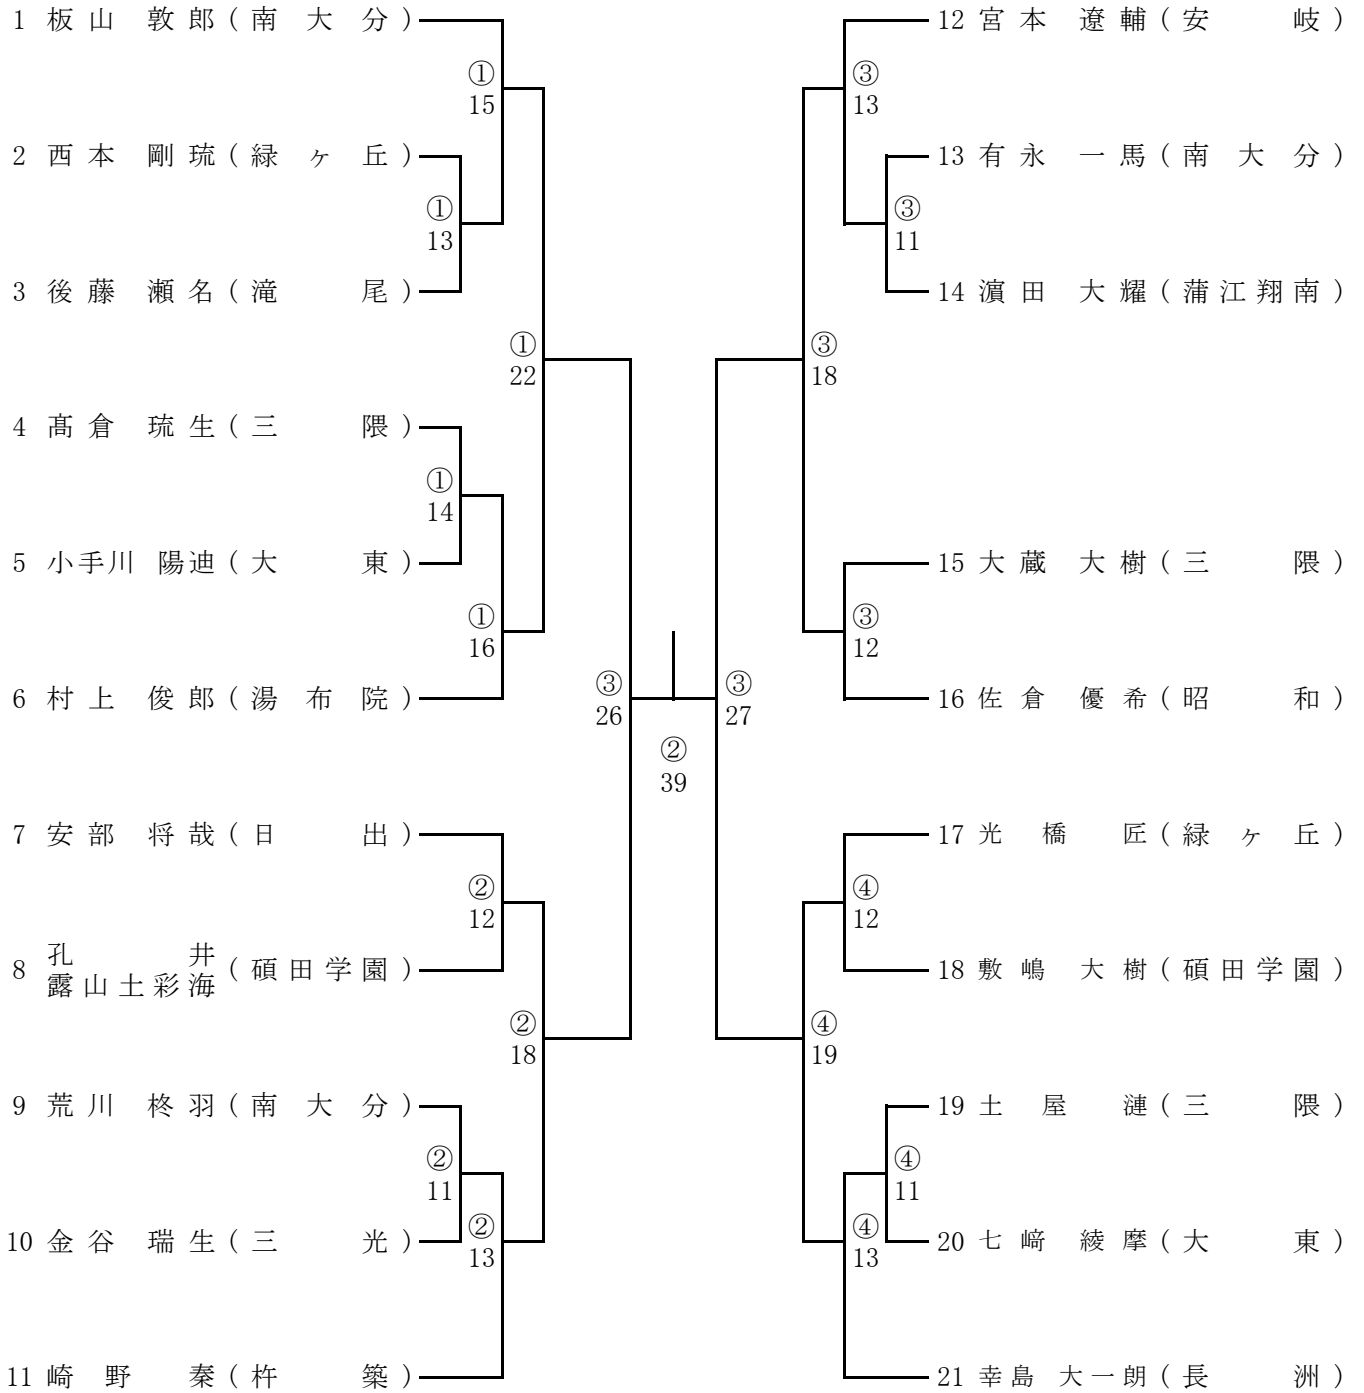 1 板山 敦郎(南大分)
①
15
2 西本 剛琉(緑ヶ丘)
①
13
3 後藤 瀬名(滝尾)
①
22
4 髙倉 琉生(三隈)
①
14
5 小手川 陽迪(大東)
①
16
6 村上 俊郎(湯布院)
③
26
7 安部 将哉(日出)
②
12
8 孔井
露山土彩海(碩田学園)
②
18
9 荒川 柊羽(南大分)
②
11
10 金谷 瑞生(三光)
②
13
11 崎野 秦(杵築)
②
39
12 宮本 遼輔(安岐)
③
13
13 有永 一馬(南大分)
③
11
14 濵田 大耀(蒲江翔南)
③
18
15 大蔵 大樹(三隈)
③
12
16 佐倉 優希(昭和)
③
27
17 光橋 匠(緑ヶ丘)
④
12
18 敷嶋 大樹(碩田学園)
④
19
19 土屋 漣(三隈)
④
11
20 七﨑 綾摩(大東)
④
13
21 幸島 大一朗(長洲)